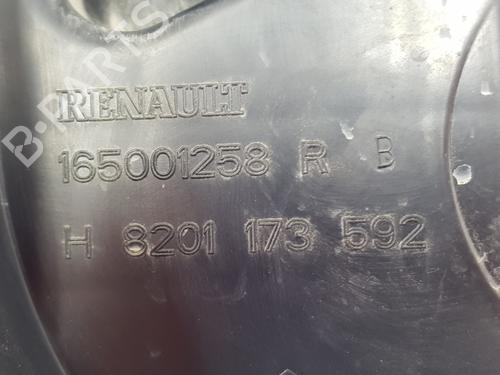 B-PARTS
RENAULT
165001258 R B
H 8201 173 592